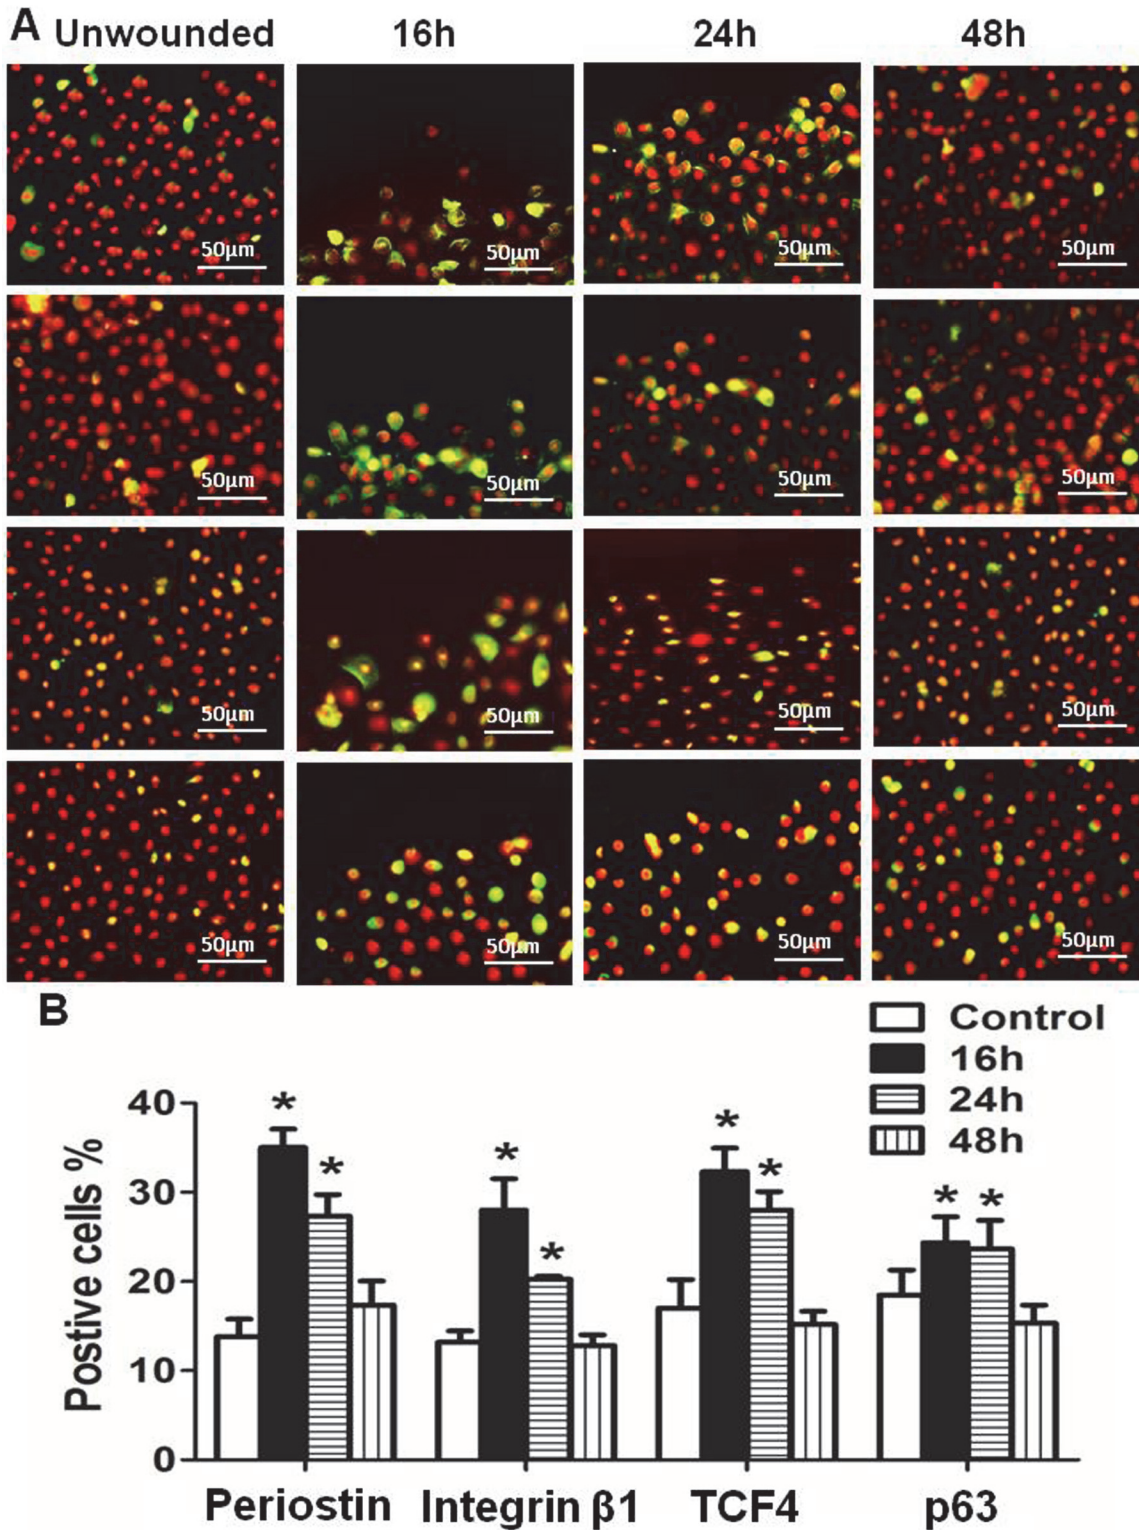 A Unwounded 16h 24h 48h
50μm 50μm 50μm 50μm
50μm 50μm 50μm 50μm
50μm 50μm 50μm 50μm
50μm 50μm 50μm 50μm
B
Control
16h
24h
48h
Postive cells %
40
30
20
10
0
* * * * * * * *
Periostin Integrin β1 TCF4 p63